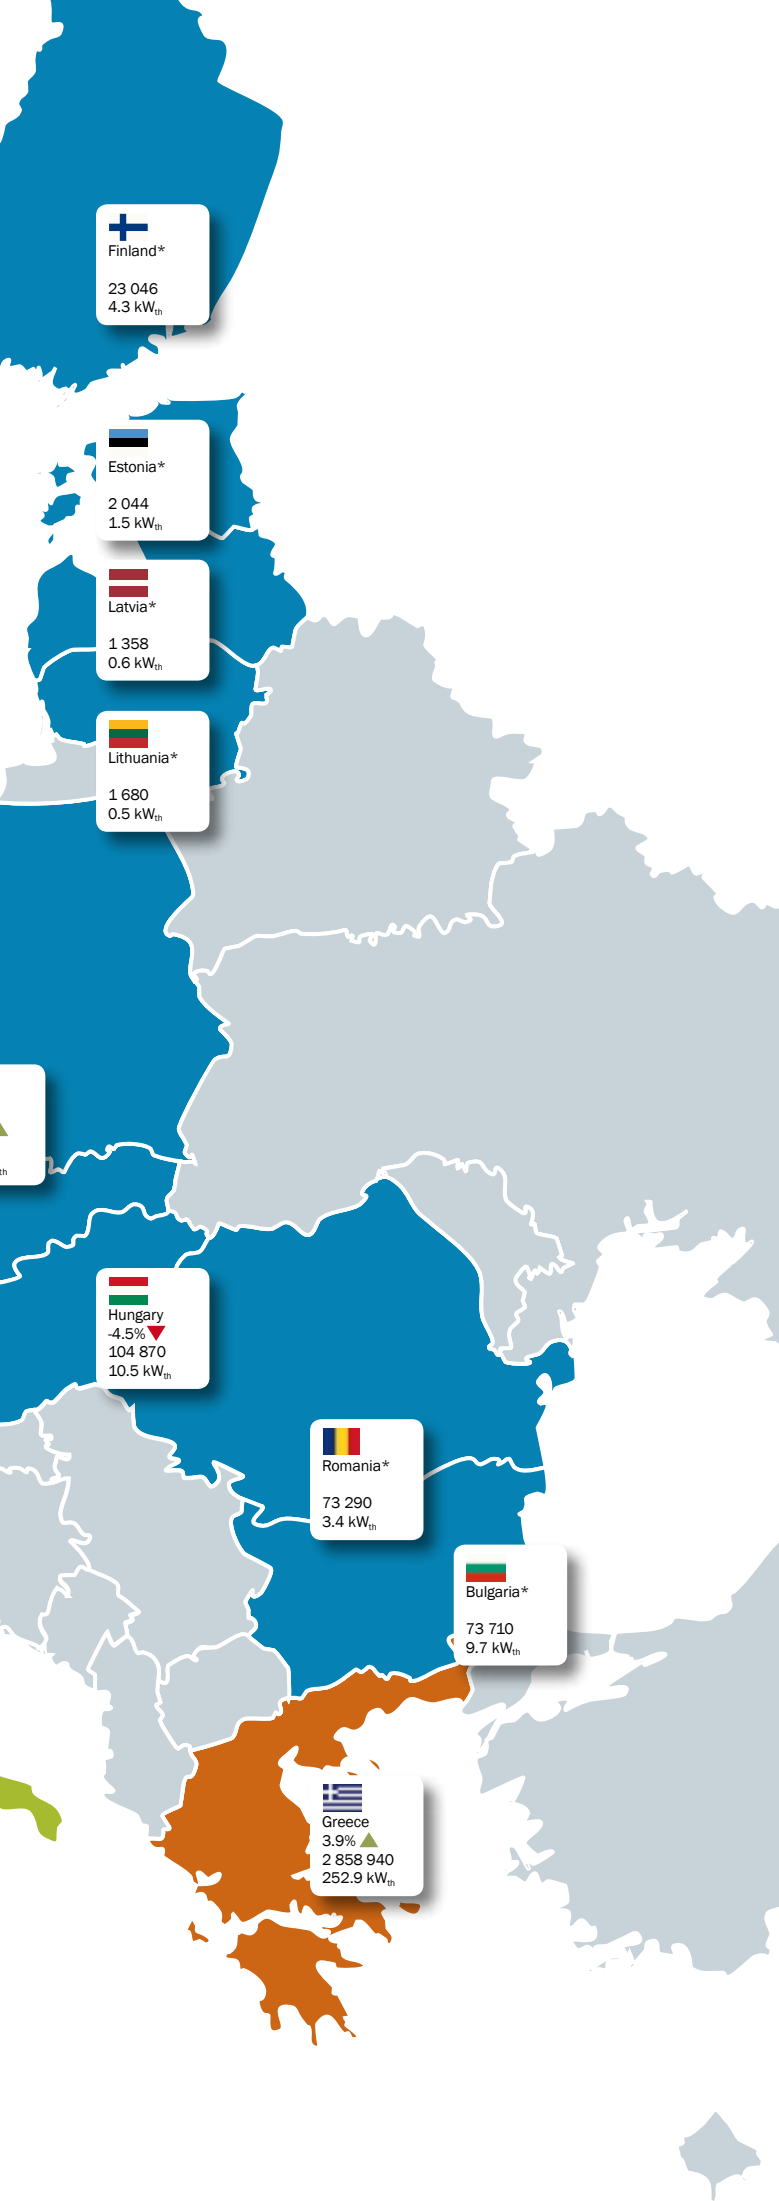 Finland*
23 046
4.3 kWth
Estonia*
2 044
1.5 kWth
Latvia*
1 358
0.6 kWth
Lithuania*
1 680
0.5 kWth
th
Hungary
-4.5%
104 870
10.5 kWth
Romania*
73 290
3.4 kWth
Bulgaria*
73 710
9.7 kWth
Greece
3.9%
2 858 940
252.9 kWth